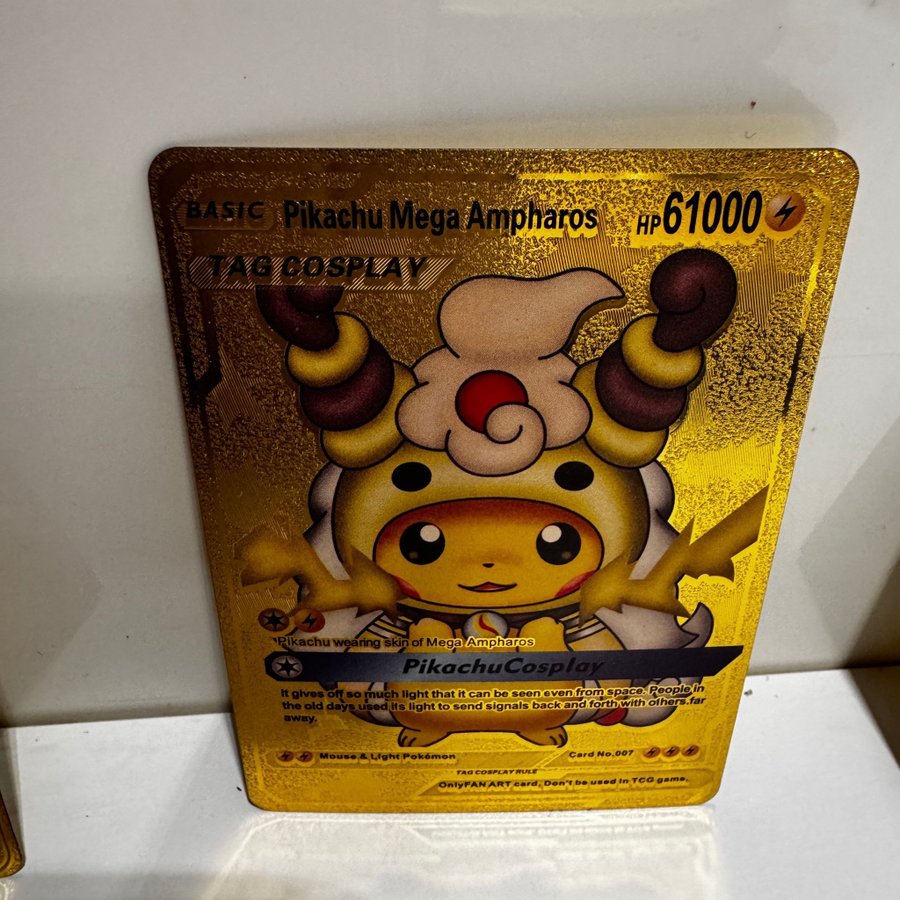 BASIC Pikachu Mega Ampharos HP 61000
TAG COSPLAY
Pikachu wearing skin of Mega Ampharos
PikachuCosplay
It gives off so much light that it can be seen even from space. People in
the old days used its light to send signals back and forth with others far
away.
Mouse & Light Pokémon Card No.007
TAG COSPLAY RULE
OnlyFAN ART card. Don't be used in TCG game.